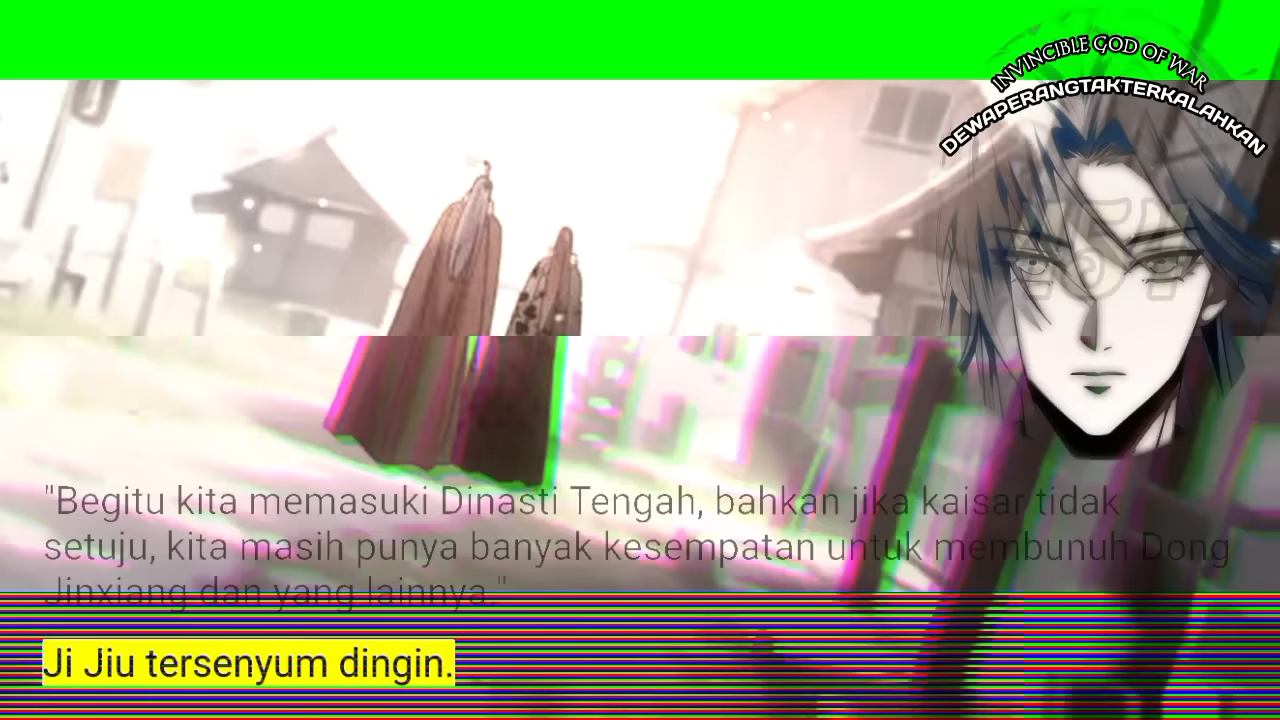 INVINCIBLE GOD OF WAR
DEWAPERANGTAKTERKALAHKAN
"Begitu kita memasuki Dinasti Tengah, bahkan jika kaisar tidak
setuju, kita masih punya banyak kesempatan untuk membunuh Dong
Jinxiang dan yang lainnya."
Ji Jiu tersenyum dingin.